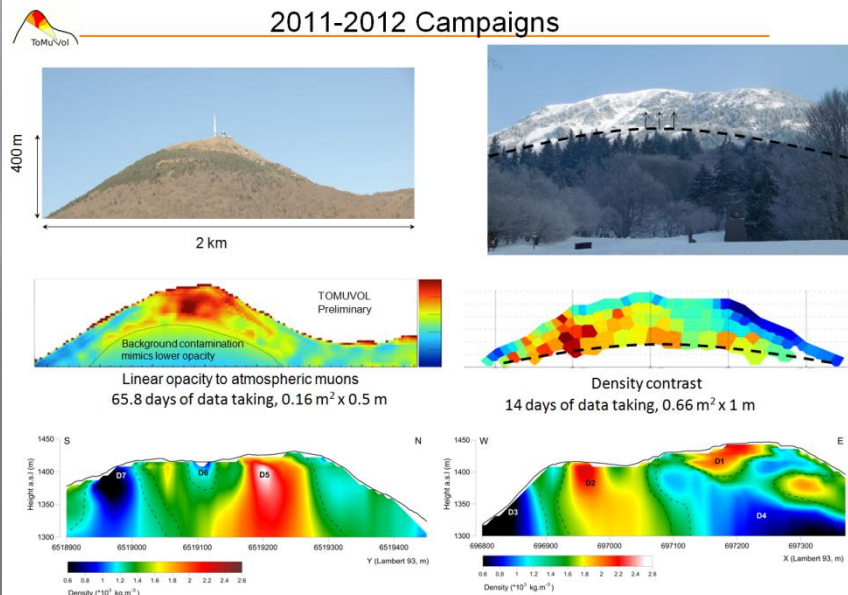 2011-2012 Campaigns
ToMuVol
400 m
2 km
TOMUVOL
Preliminary
Background contamination
mimics lower opacity
Linear opacity to atmospheric muons
65.8 days of data taking, 0.16 m² x 0.5 m
Density contrast
14 days of data taking, 0.66 m² x 1 m
S
N
1450
1400
1350
1300
Height a.s.l (m)
D7
D6
D5
6518900
6519000
6519100
6519200
6519300
6519400
Y (Lambert 93, m)
0.6 0.8 1 1.2 1.4 1.6 1.8 2 2.2 2.4 2.6
Density (*10³ kg.m⁻³)
W
E
1450
1400
1350
1300
Height a.s.l (m)
D3
D2
D1
D4
696800
696900
697000
697100
697200
697300
X (Lambert 93, m)
0.6 0.8 1 1.2 1.4 1.6 1.8 2 2.2 2.4 2.6
Density (*10³ kg.m⁻³)